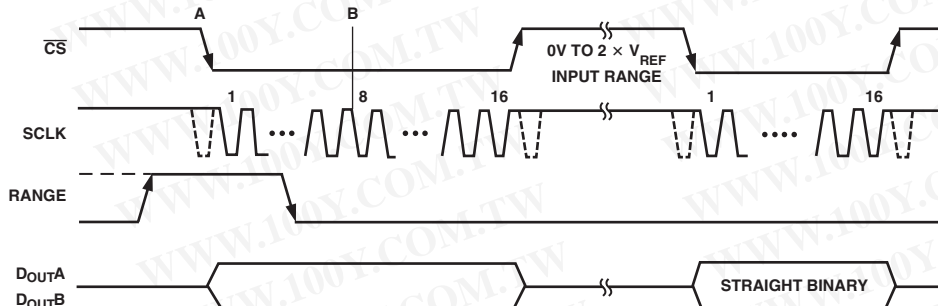 A
B
CS
0V TO 2 × VREF
INPUT RANGE
1
8
16
1
16
SCLK
RANGE
DOUTA
STRAIGHT BINARY
DOUTB
WWW.100Y.COM.TW